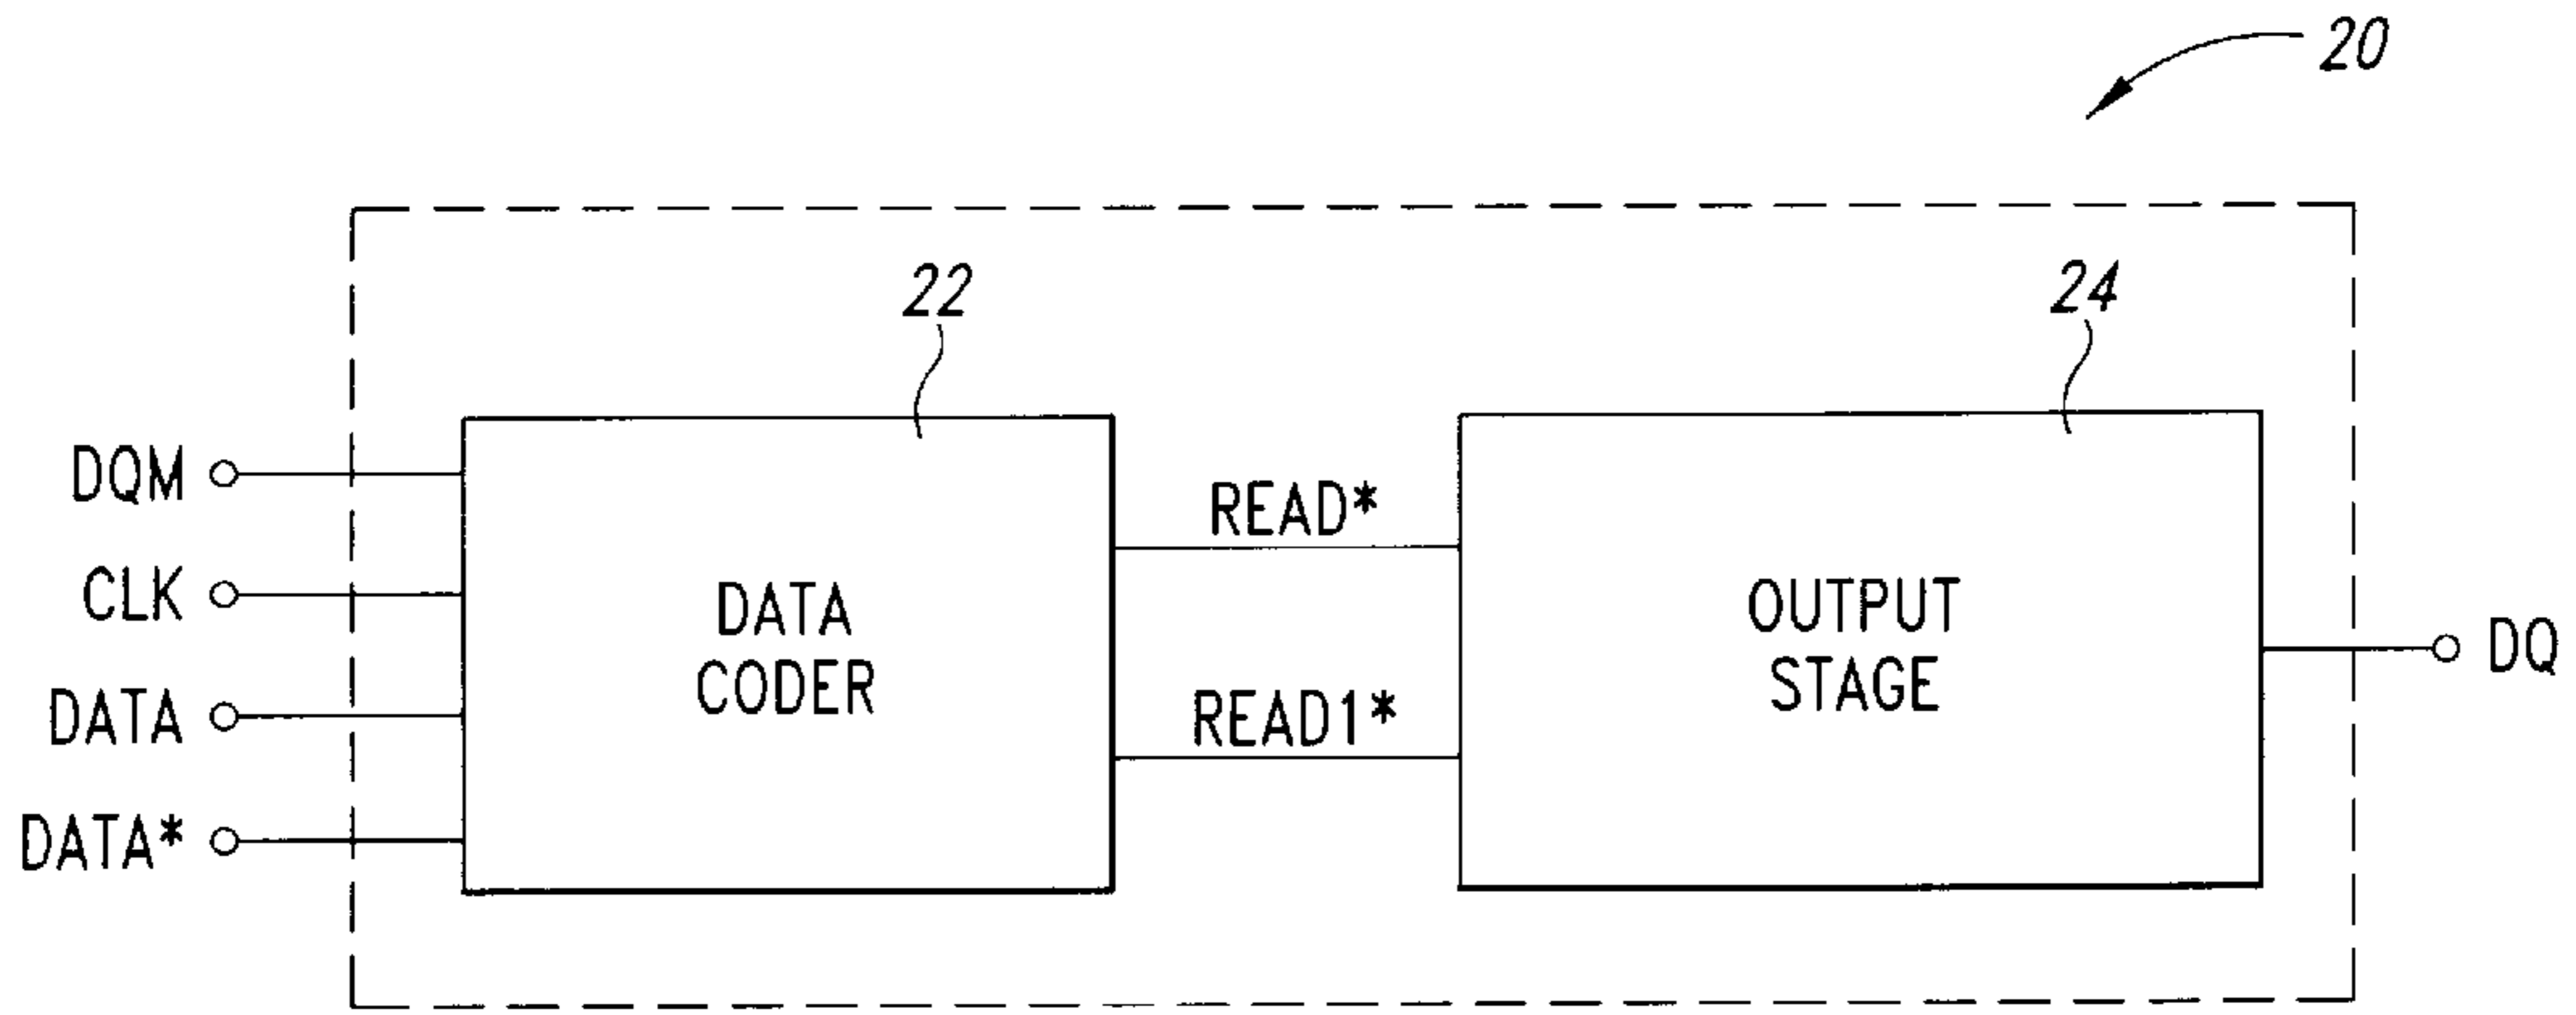 20
22
24
DQM
CLK
DATA
DATA*
DATA
CODER
READ*
READ1*
OUTPUT
STAGE
DQ